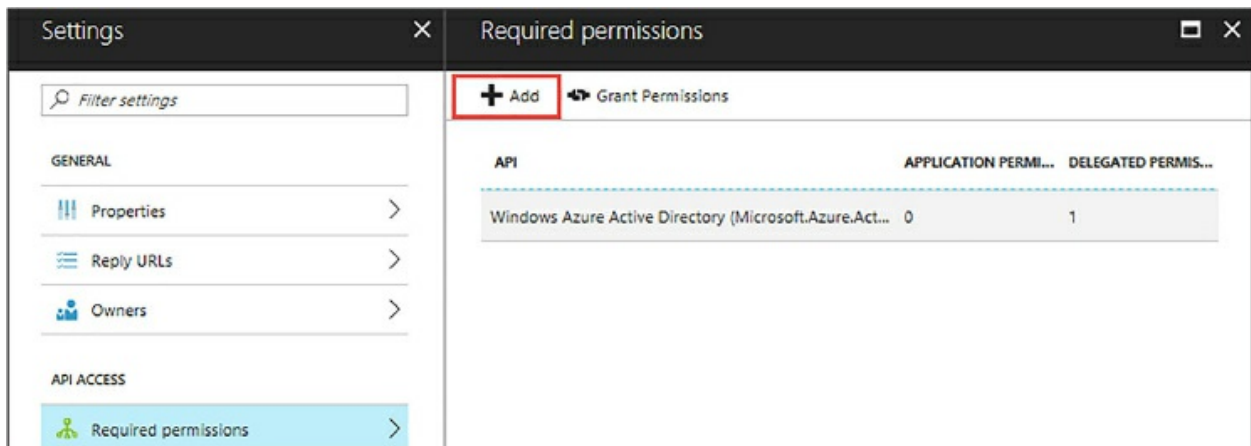 Settings
Required permissions
Filter settings
Add
Grant Permissions
GENERAL
Properties
Reply URLs
Owners
API ACCESS
Required permissions
API
APPLICATION PERMI...
DELEGATED PERMIS...
Windows Azure Active Directory (Microsoft.Azure.Act...
0
1